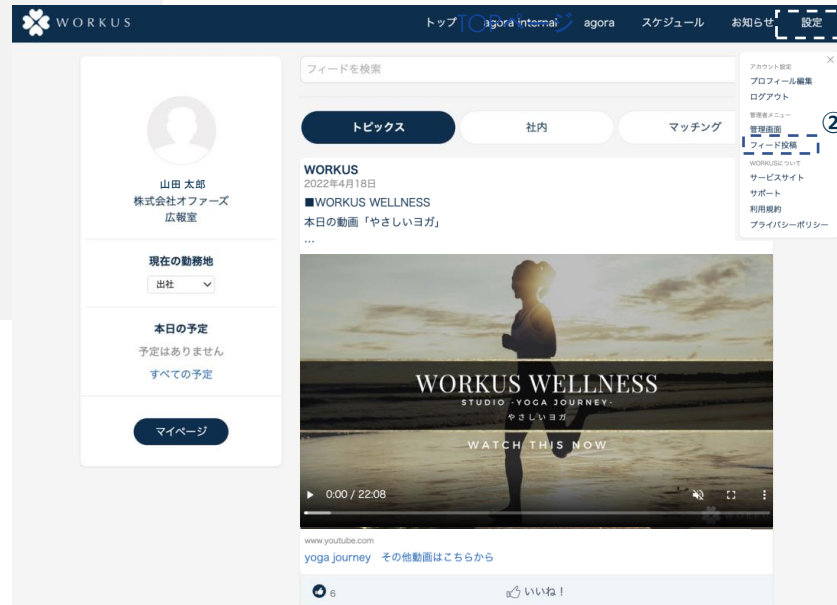 WORKUS
トップ
TOPページ
agora internal
agora
スケジュール
お知らせ
設定
フィードを検索
アカウント設定
プロフィール編集
ログアウト
管理者メニュー
②
管理画面
フィード投稿
WORKUSについて
サービスサイト
サポート
利用規約
プライバシーポリシー
山田 太郎
株式会社オファーズ
広報室
現在の勤務地
出社
本日の予定
予定はありません
すべての予定
マイページ
トピックス
社内
マッチング
WORKUS
2022年4月18日
■WORKUS WELLNESS
本日の動画「やさしいヨガ」
…
WORKUS WELLNESS
STUDIO -YOGA JOURNEY-
やさしいヨガ
WATCH THIS NOW
0:00 / 22:08
www.youtube.com
yoga journey その他動画はこちらから
6
いいね！